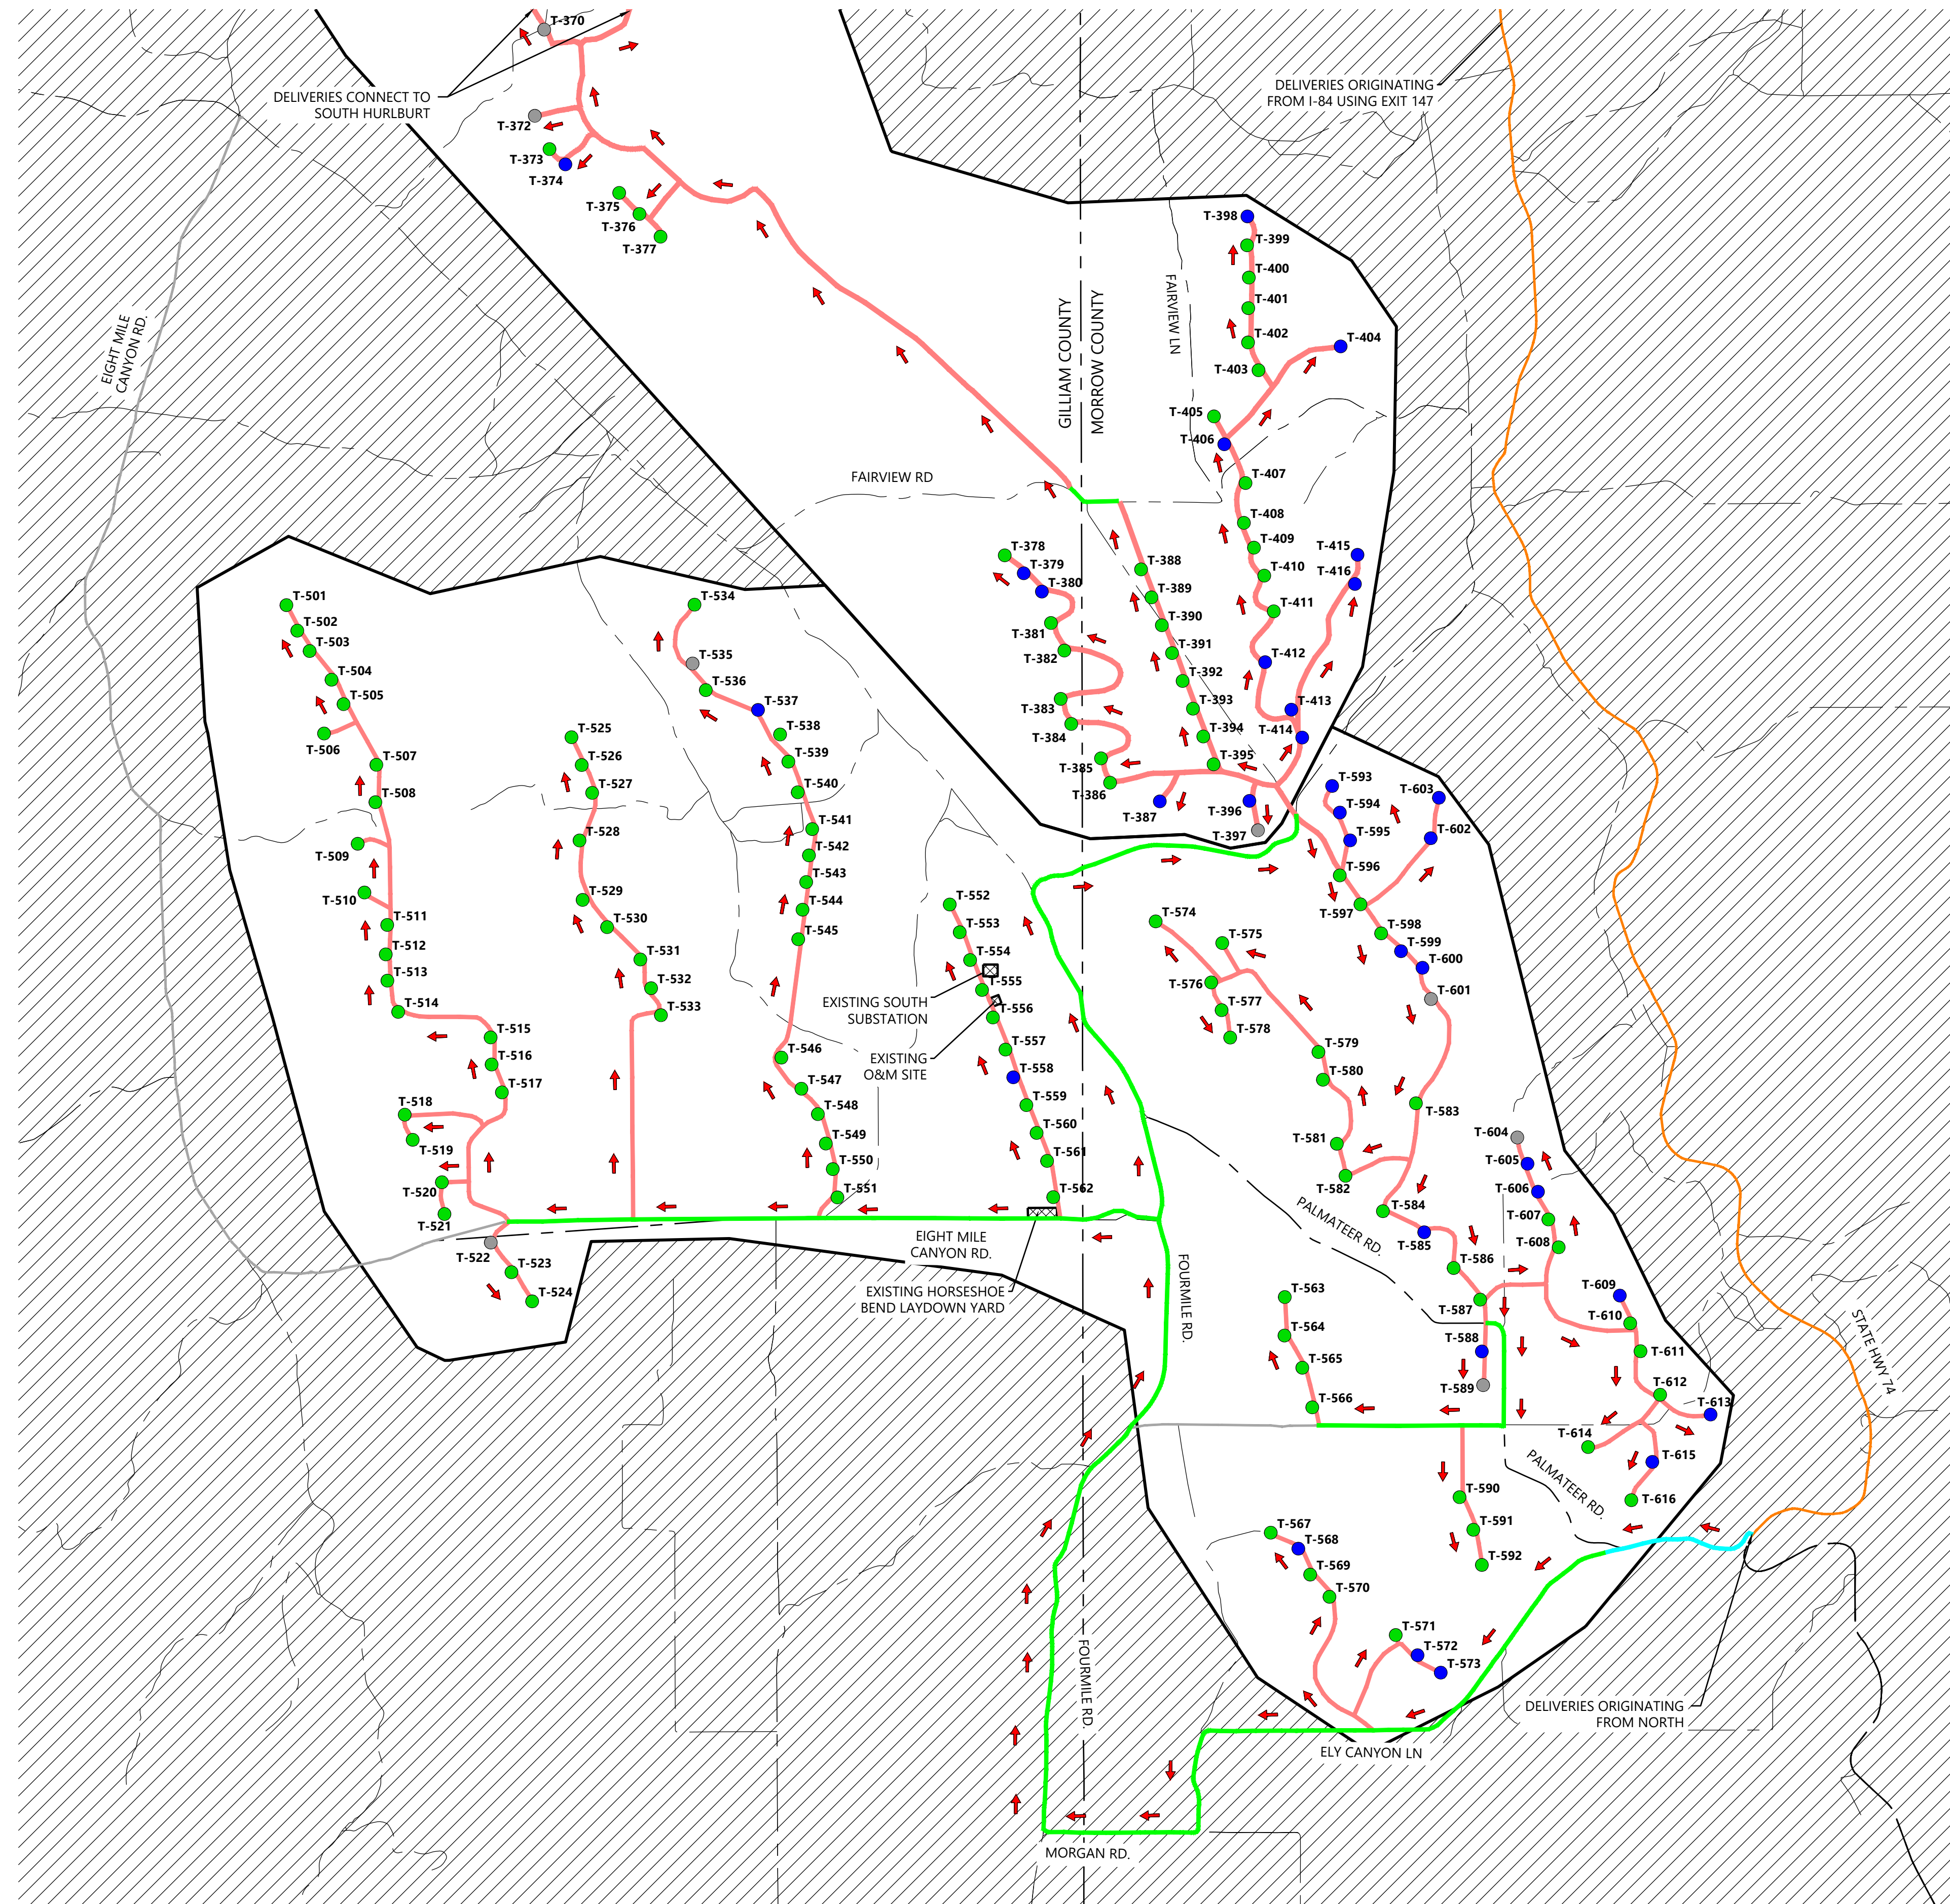 T-370
DELIVERIES CONNECT TO
SOUTH HURLBURT
T-372
T-373
T-374
T-375
T-376
T-377
DELIVERIES ORIGINATING
FROM I-84 USING EXIT 147
T-398
T-399
T-400
T-401
T-402
T-403
T-404
T-405
T-406
T-407
T-408
T-409
T-410
T-411
T-412
T-413
T-414
T-415
T-416
FAIRVIEW LN
GILLIAM COUNTY
MORROW COUNTY
EIGHT MILE
CANYON RD.
FAIRVIEW RD
T-378
T-379
T-380
T-381
T-382
T-383
T-384
T-385
T-386
T-387
T-388
T-389
T-390
T-391
T-392
T-393
T-394
T-395
T-396
T-397
T-501
T-502
T-503
T-504
T-505
T-506
T-507
T-508
T-509
T-510
T-511
T-512
T-513
T-514
T-515
T-516
T-517
T-518
T-519
T-520
T-521
T-522
T-523
T-524
T-525
T-526
T-527
T-528
T-529
T-530
T-531
T-532
T-533
T-534
T-535
T-536
T-537
T-538
T-539
T-540
T-541
T-542
T-543
T-544
T-545
T-546
T-547
T-548
T-549
T-550
T-551
T-552
T-553
T-554
T-555
T-556
T-557
T-558
T-559
T-560
T-561
T-562
EXISTING SOUTH
SUBSTATION
EXISTING
O&M SITE
EIGHT MILE
CANYON RD.
EXISTING HORSESHOE
BEND LAYDOWN YARD
T-593
T-594
T-595
T-596
T-597
T-598
T-599
T-600
T-601
T-602
T-603
T-574
T-575
T-576
T-577
T-578
T-579
T-580
T-581
T-582
T-583
T-584
T-585
T-586
T-587
T-588
T-589
T-604
T-605
T-606
T-607
T-608
T-609
T-610
T-611
T-612
T-613
T-614
T-615
T-616
PALMATEER RD.
FOURMILE RD.
STATE HWY 74
T-563
T-564
T-565
T-566
PALMATEER RD.
T-590
T-591
T-592
T-567
T-568
T-569
T-570
T-571
T-572
T-573
FOURMILE RD.
DELIVERIES ORIGINATING
FROM NORTH
ELY CANYON LN
MORGAN RD.